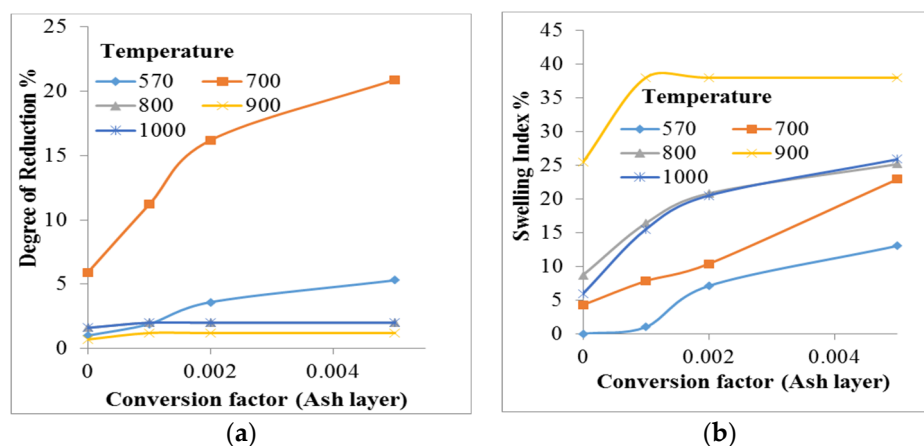 25
20
15
10
5
0
Degree of Reduction %
Temperature
570 700
800 900
1000
0 0.002 0.004
Conversion factor (Ash layer)
(a)
45
40
35
30
25
20
15
10
5
0
Swelling Index %
Temperature
570 700
800 900
1000
0 0.002 0.004
Conversion factor (Ash layer)
(b)